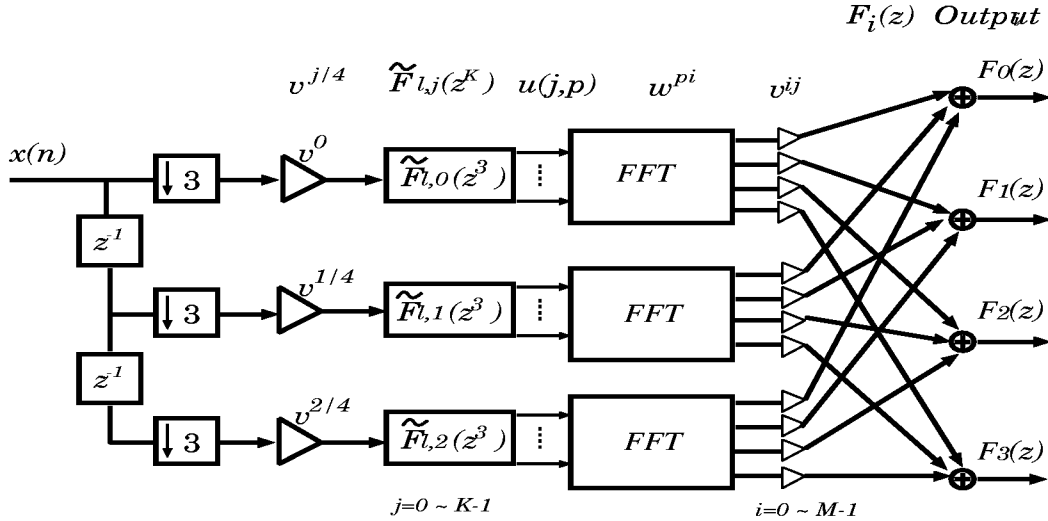 F_i(z) Output
v^{j/4} F̃_{l,j}(z^K) u(j,p) w^{pi} v^{ij}
F0(z)
x(n)
↓ 3
v^0
F̃_{l,0}(z^3)
FFT
F1(z)
z^{-1}
↓ 3
v^{1/4}
F̃_{l,1}(z^3)
FFT
F2(z)
z^{-1}
↓ 3
v^{2/4}
F̃_{l,2}(z^3)
FFT
F3(z)
j=0 ~ K-1
i=0 ~ M-1